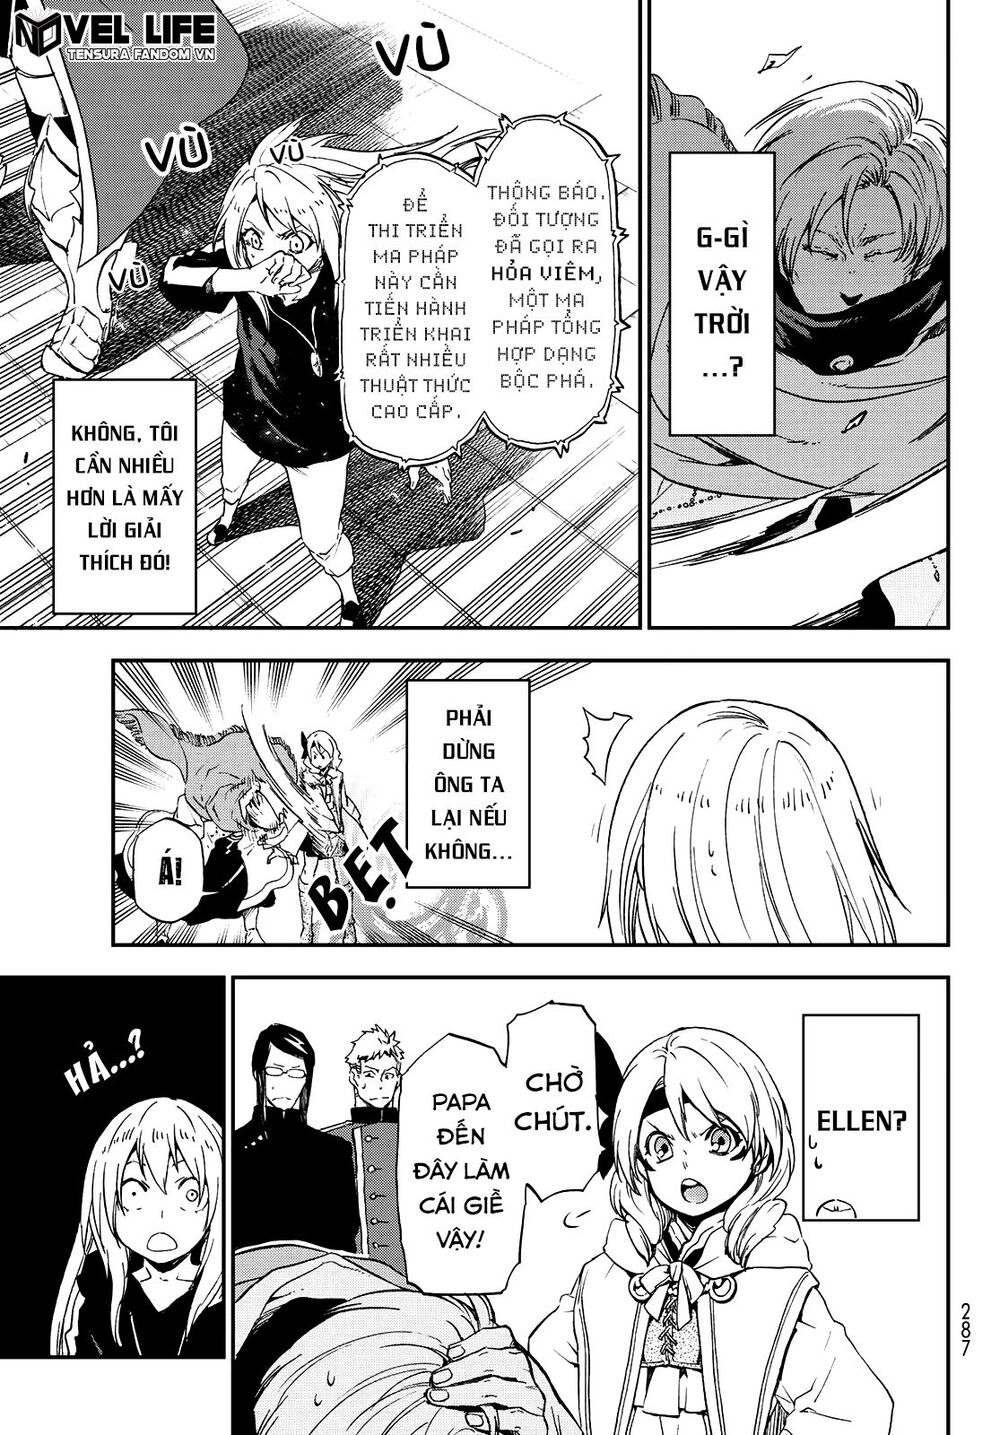 NOVEL LIFE
TENSURA FANDOM VN
G-GÌ
VẬY
TRỜI
...?
THÔNG BÁO.
ĐỐI TƯỢNG
ĐÃ GỌI RA
HỎA VIÊM,
MỘT MA
PHÁP TỔNG
HỢP DẠNG
BỘC PHÁ.
ĐỂ
THI TRIỂN
MA PHÁP
NÀY CẦN
TIẾN HÀNH
TRIỂN KHAI
RẤT NHIỀU
THUẬT THỨC
CAO CẤP.
VÙ
VÙ
VÙ
VÙ
KHÔNG, TÔI
CẦN NHIỀU
HƠN LÀ MẤY
LỜI GIẢI
THÍCH ĐÓ!
PHẢI
DỪNG
ÔNG TA
LẠI NẾU
KHÔNG...
BẸT
Á!
ELLEN?
CHỜ
CHÚT.
PAPA
ĐẾN
ĐÂY LÀM
CÁI GIỀ
VẬY!
HẢ...?
287